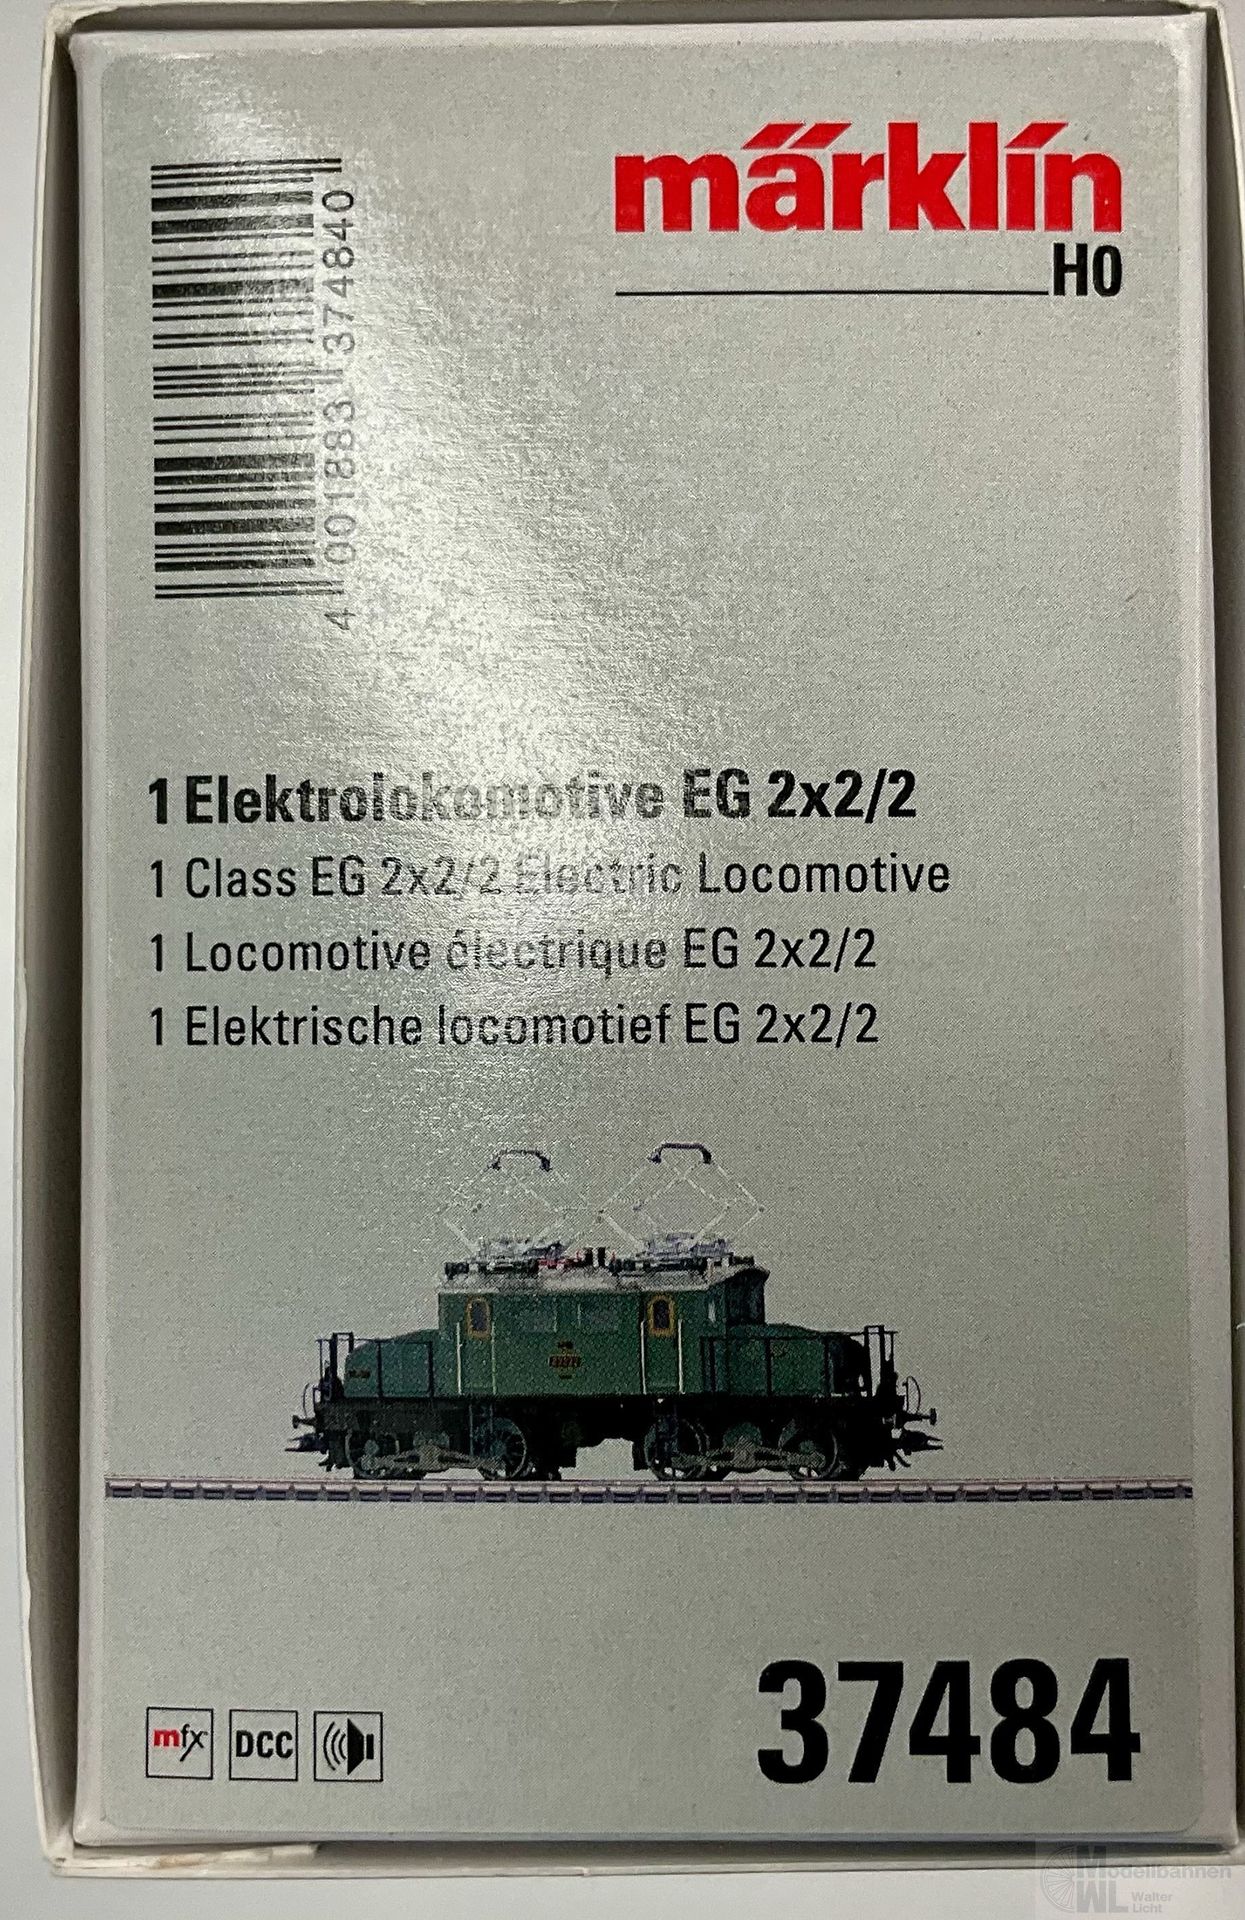 märklin
H0
4 001883 374840
1 Elektrolokomotive EG 2x2/2
1 Class EG 2x2/2 Electric Locomotive
1 Locomotive électrique EG 2x2/2
1 Elektrische locomotief EG 2x2/2
mfx DCC
37484
Modellbahnen
WL Walter
Licht